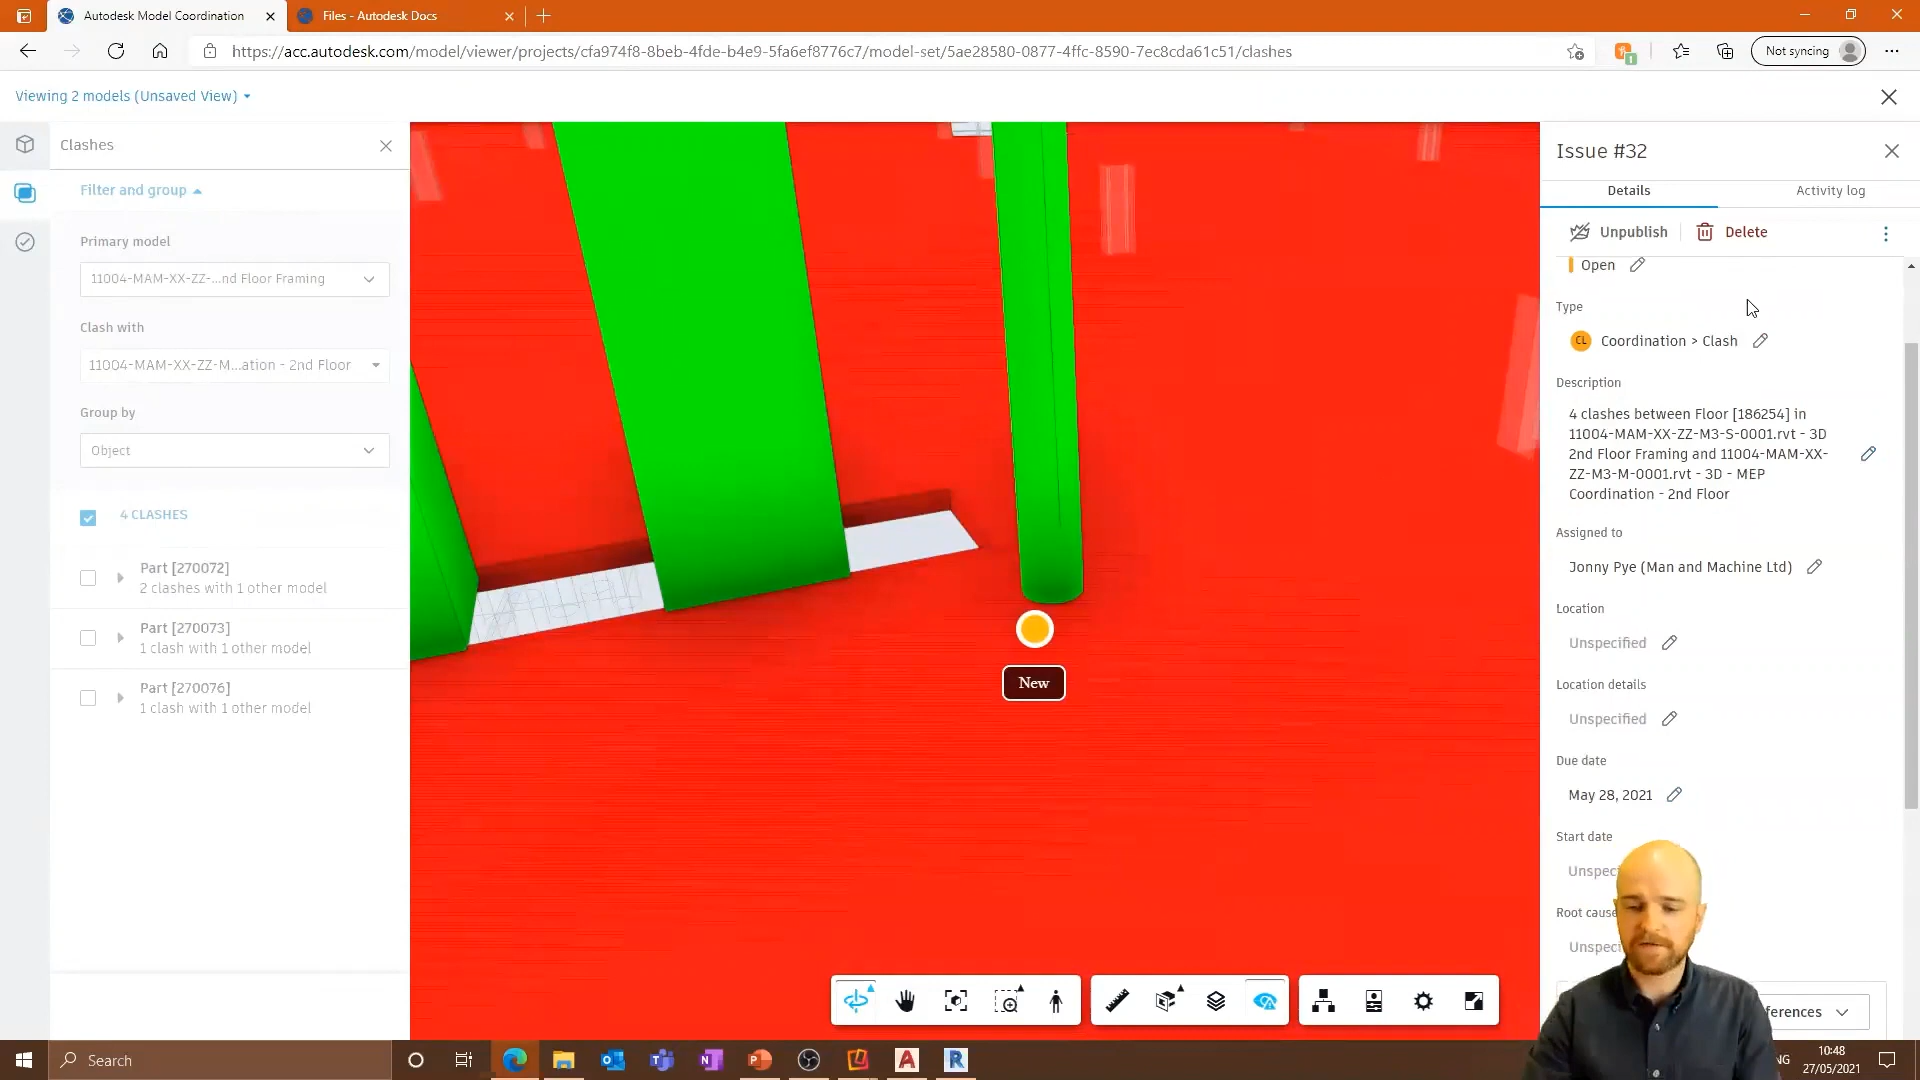 Autodesk Model Coordination
Files - Autodesk Docs
https://acc.autodesk.com/model/viewer/projects/cfa974f8-8beb-4fde-b4e9-5fa6ef8776c7/model-set/5ae28580-0877-4ffc-8590-7ec8cda61c51/clashes
Not syncing
Viewing 2 models (Unsaved View)
Clashes
Filter and group
Primary model
11004-MAM-XX-ZZ-...nd Floor Framing
Clash with
11004-MAM-XX-ZZ-M...ation - 2nd Floor
Group by
Object
4 CLASHES
Part [270072]
2 clashes with 1 other model
Part [270073]
1 clash with 1 other model
Part [270076]
1 clash with 1 other model
New
Issue #32
Details
Activity log
Unpublish
Delete
Open
Type
CL
Coordination > Clash
Description
4 clashes between Floor [186254] in
11004-MAM-XX-ZZ-M3-S-0001.rvt - 3D
2nd Floor Framing and 11004-MAM-XX-
ZZ-M3-M-0001.rvt - 3D - MEP
Coordination - 2nd Floor
Assigned to
Jonny Pye (Man and Machine Ltd)
Location
Unspecified
Location details
Unspecified
Due date
May 28, 2021
Start date
Unspeci
Root cause
Unspeci
ferences
Search
NG
10:48
27/05/2021